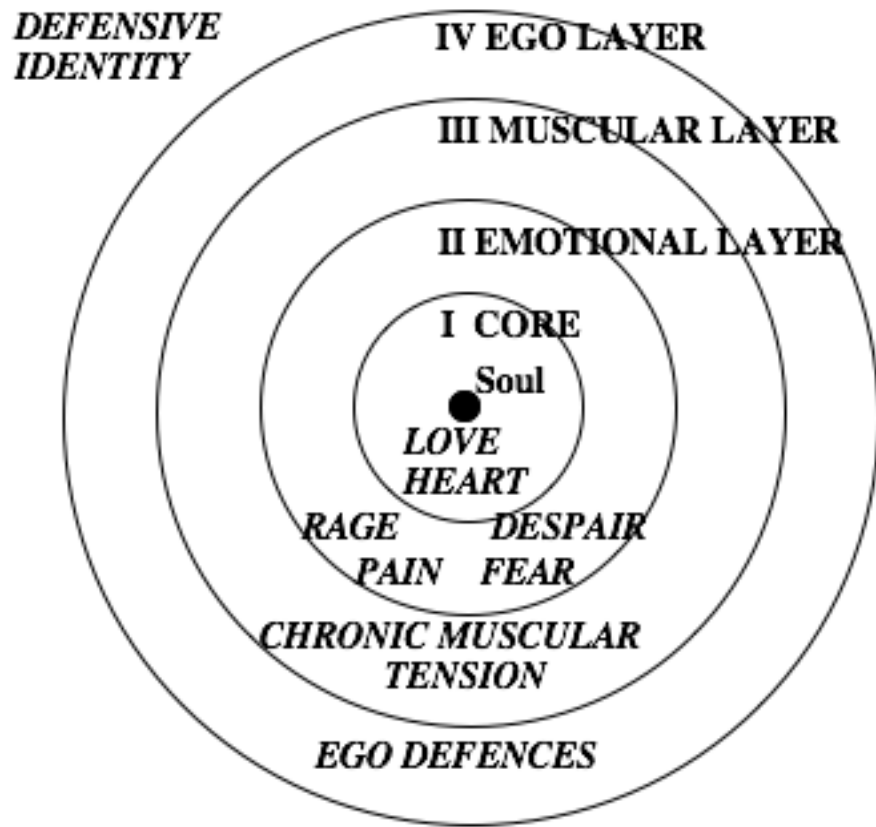 DEFENSIVE
IDENTITY
IV EGO LAYER
III MUSCULAR LAYER
II EMOTIONAL LAYER
I CORE
Soul
LOVE
HEART
RAGE DESPAIR
PAIN FEAR
CHRONIC MUSCULAR
TENSION
EGO DEFENCES